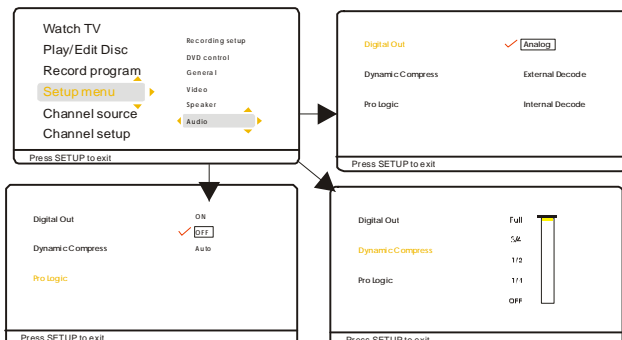 Watch TV
Play/Edit Disc
Record program
Setup menu
Channel source
Channel setup
Recording setup
DVD control
General
Video
Speaker
Audio
Press SETUP to exit
Digital Out
Analog
Dynamic Compress
External Decode
Pro Logic
Internal Decode
Press SETUP to exit
Digital Out
ON
OFF
Dynamic Compress
Auto
Pro Logic
Press SETUP to exit
Digital Out
Full
Dynamic Compress
1/2
Pro Logic
1/1
OFF
Press SETUP to exit